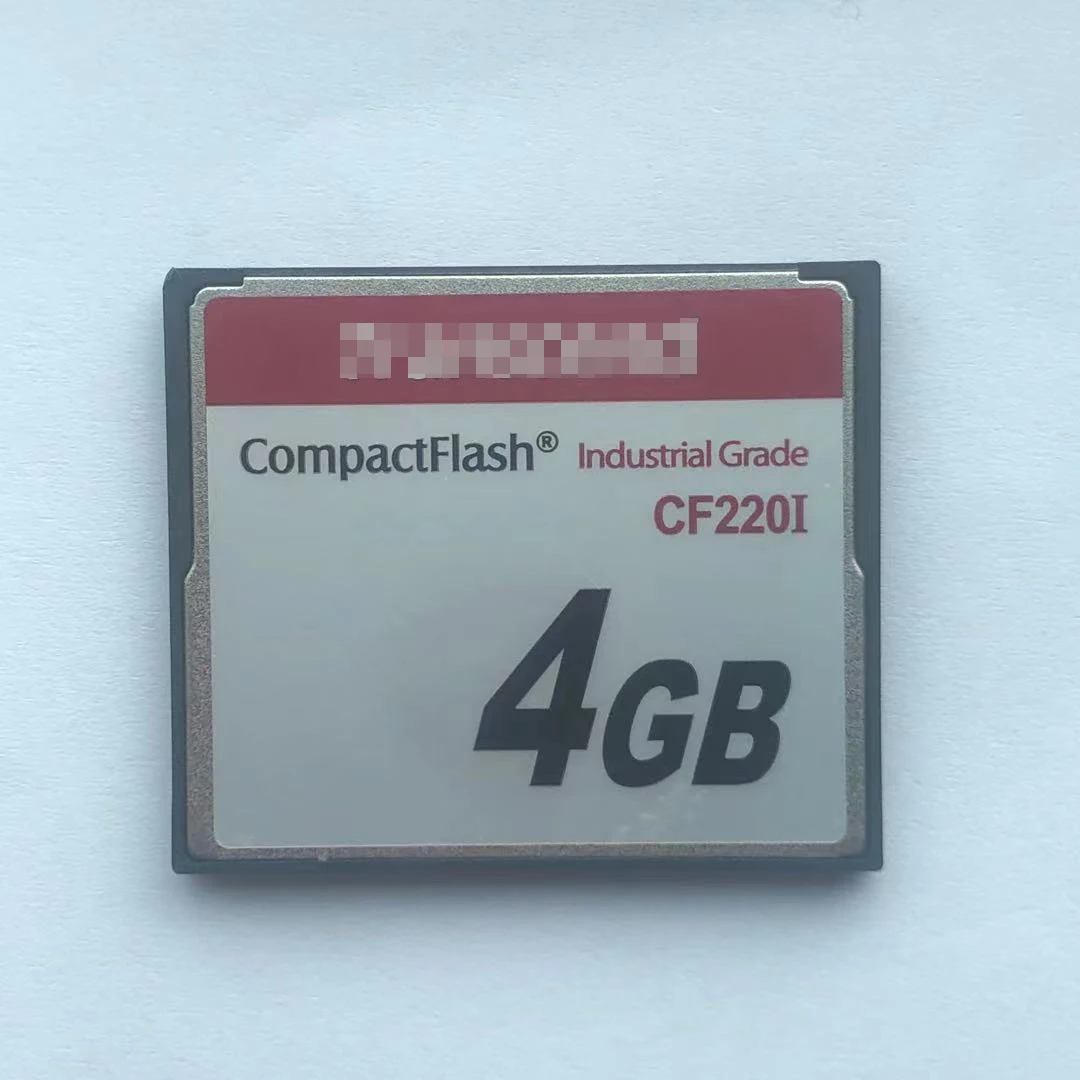 CompactFlash® Industrial Grade
CF220I
4GB